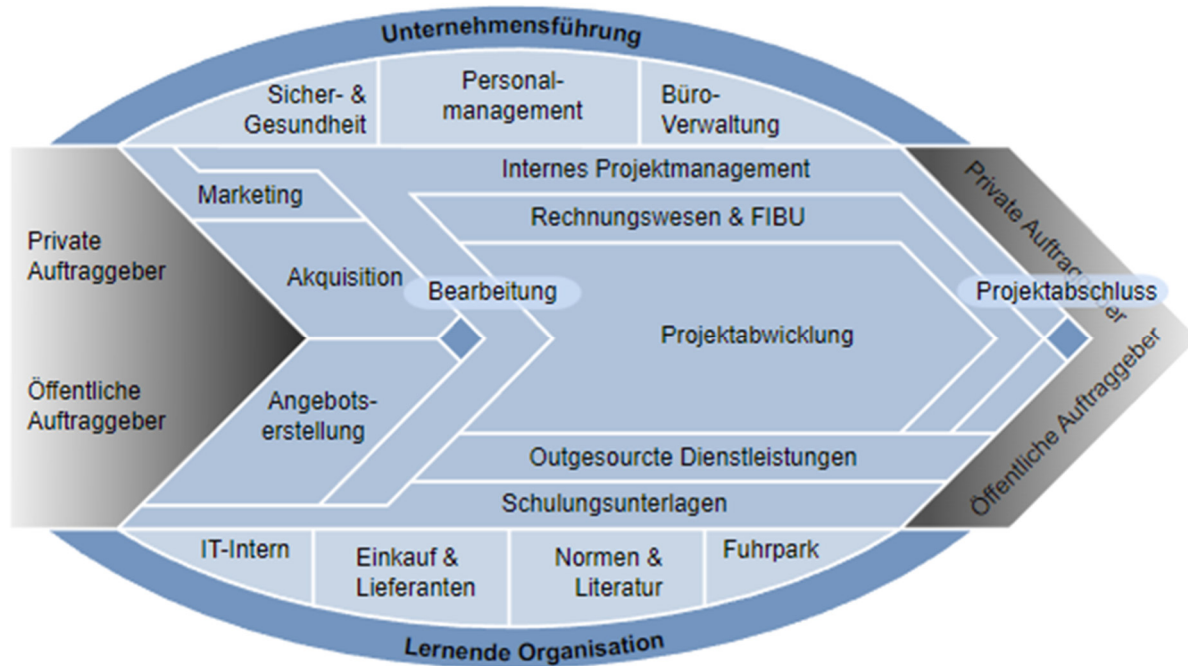 Unternehmensführung
Sicher- &
Gesundheit
Personal-
management
Büro-
Verwaltung
Internes Projektmanagement
Marketing
Rechnungswesen & FIBU
Private
Auftraggeber
Akquisition
Bearbeitung
Projektabwicklung
Projektabschluss
Private Auftraggeber
Öffentliche
Auftraggeber
Angebots-
erstellung
Öffentliche Auftraggeber
Outgesourcte Dienstleistungen
Schulungsunterlagen
IT-Intern
Einkauf &
Lieferanten
Normen &
Literatur
Fuhrpark
Lernende Organisation